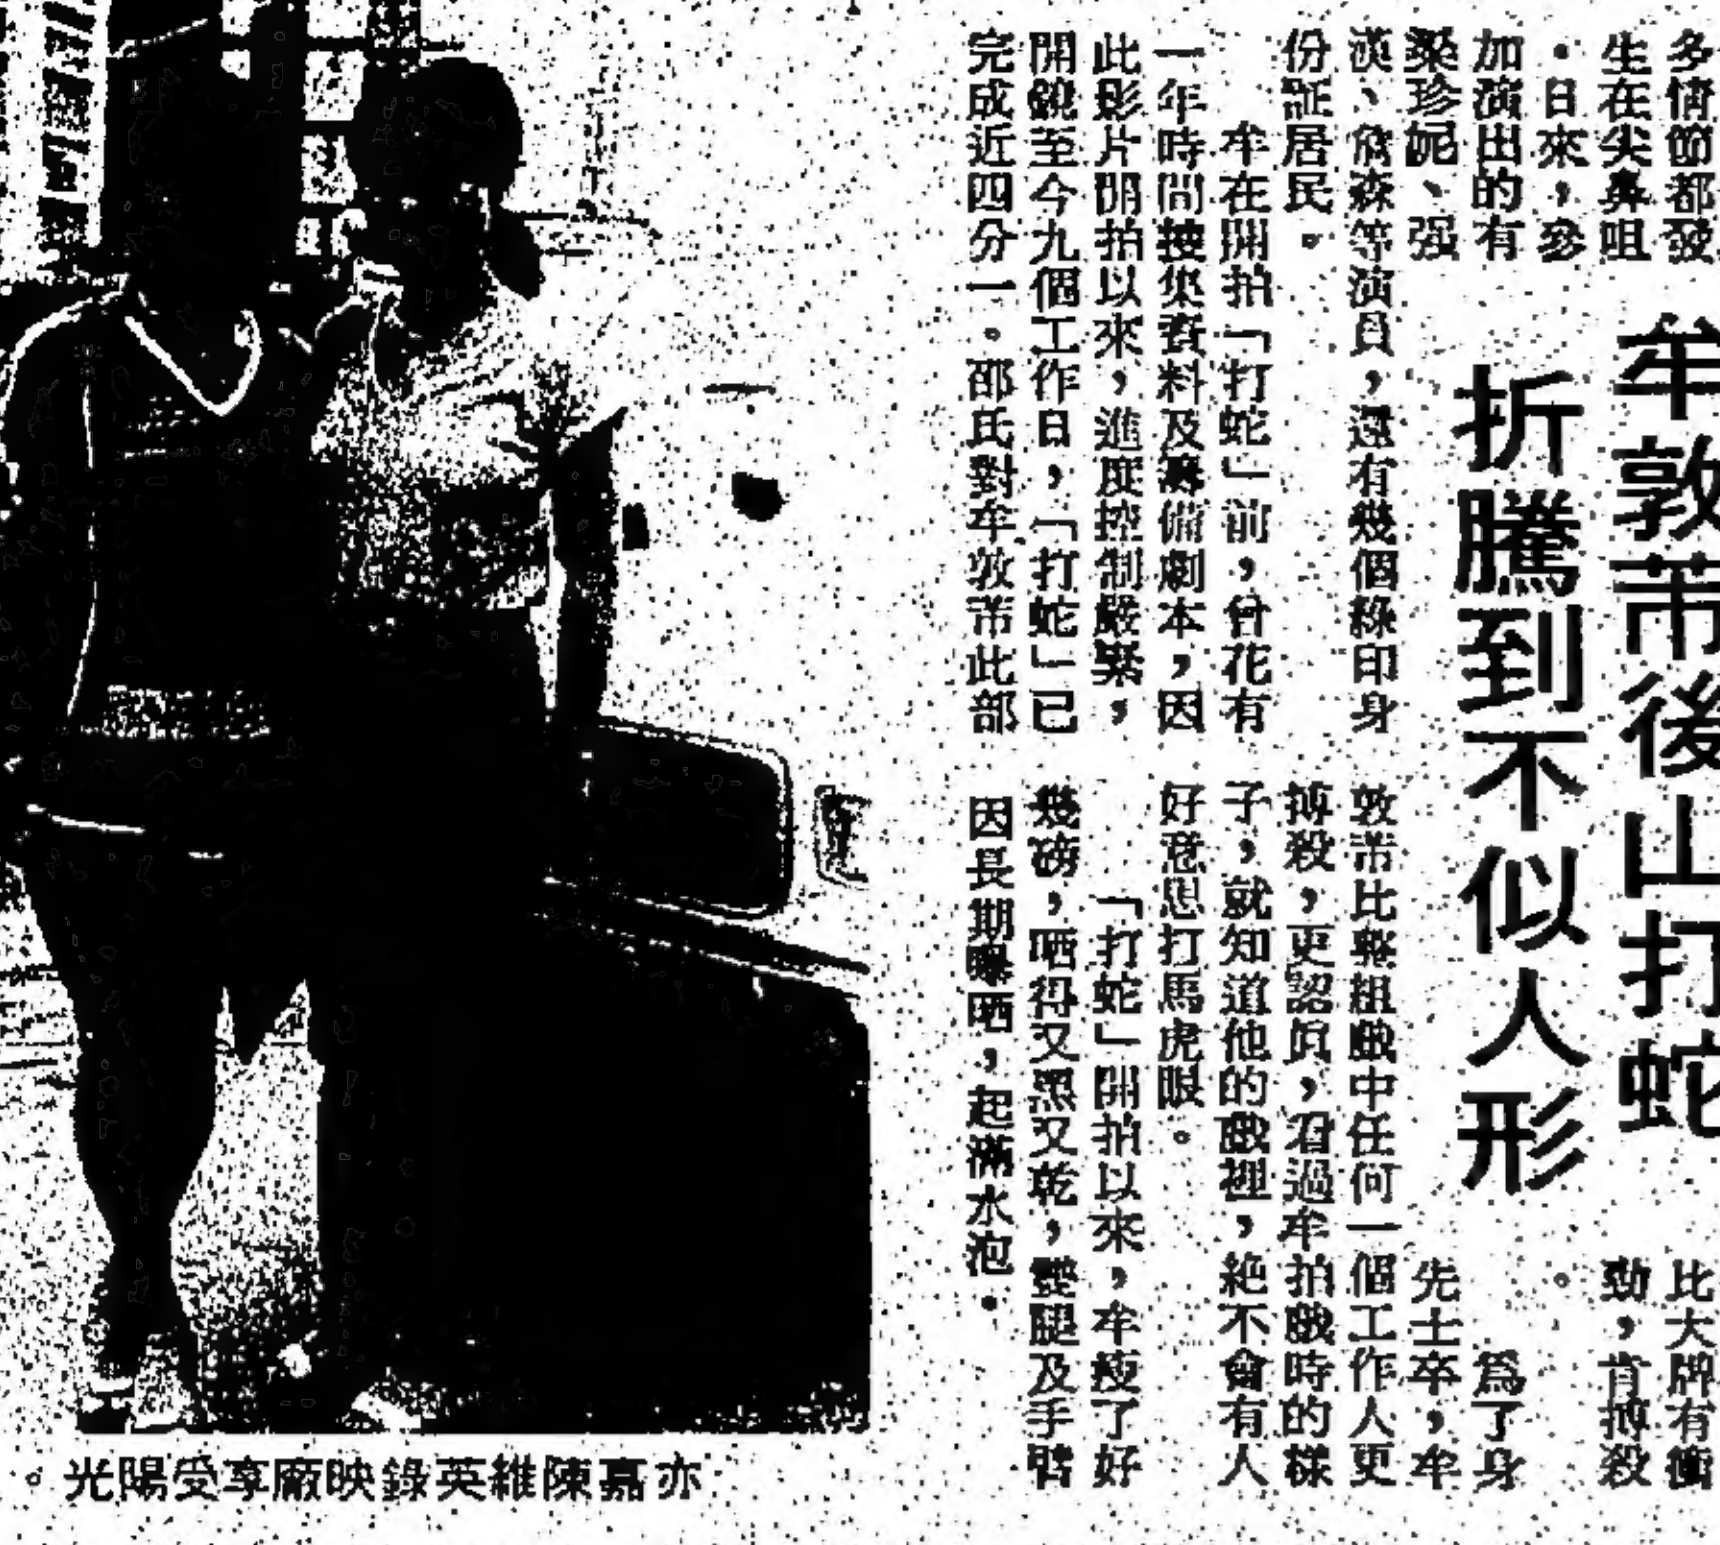 牟敦芾後山打蛇
折騰到不似人形
多情節都發
生在尖鼻咀
。日來，參
加演出的有
梁珍妮、强
漢、詹森等演員，還有幾個綠印身
份証居民。
牟在開拍「打蛇」前，曾花有
一年時間搜集資料及籌備劇本，因
此影片開拍以來，進度控制嚴緊，
開鏡至今九個工作日，「打蛇」已
完成近四分一。邵氏對牟敦芾此部
比大牌有衝
勁，肯搏殺
。
爲了身
先士卒，牟
敦芾比整組戲中任何一個工作人更
搏殺，更認眞，看過牟拍戲時的樣
子，就知道他的戲裡，絶不會有人
好意思打馬虎眼。
「打蛇」開拍以來，牟瘦了好
幾磅，晒得又黑又乾，雙腿及手臂
因長期曝晒，起滿水泡。
亦嘉陳維英錄映廠享受陽光。